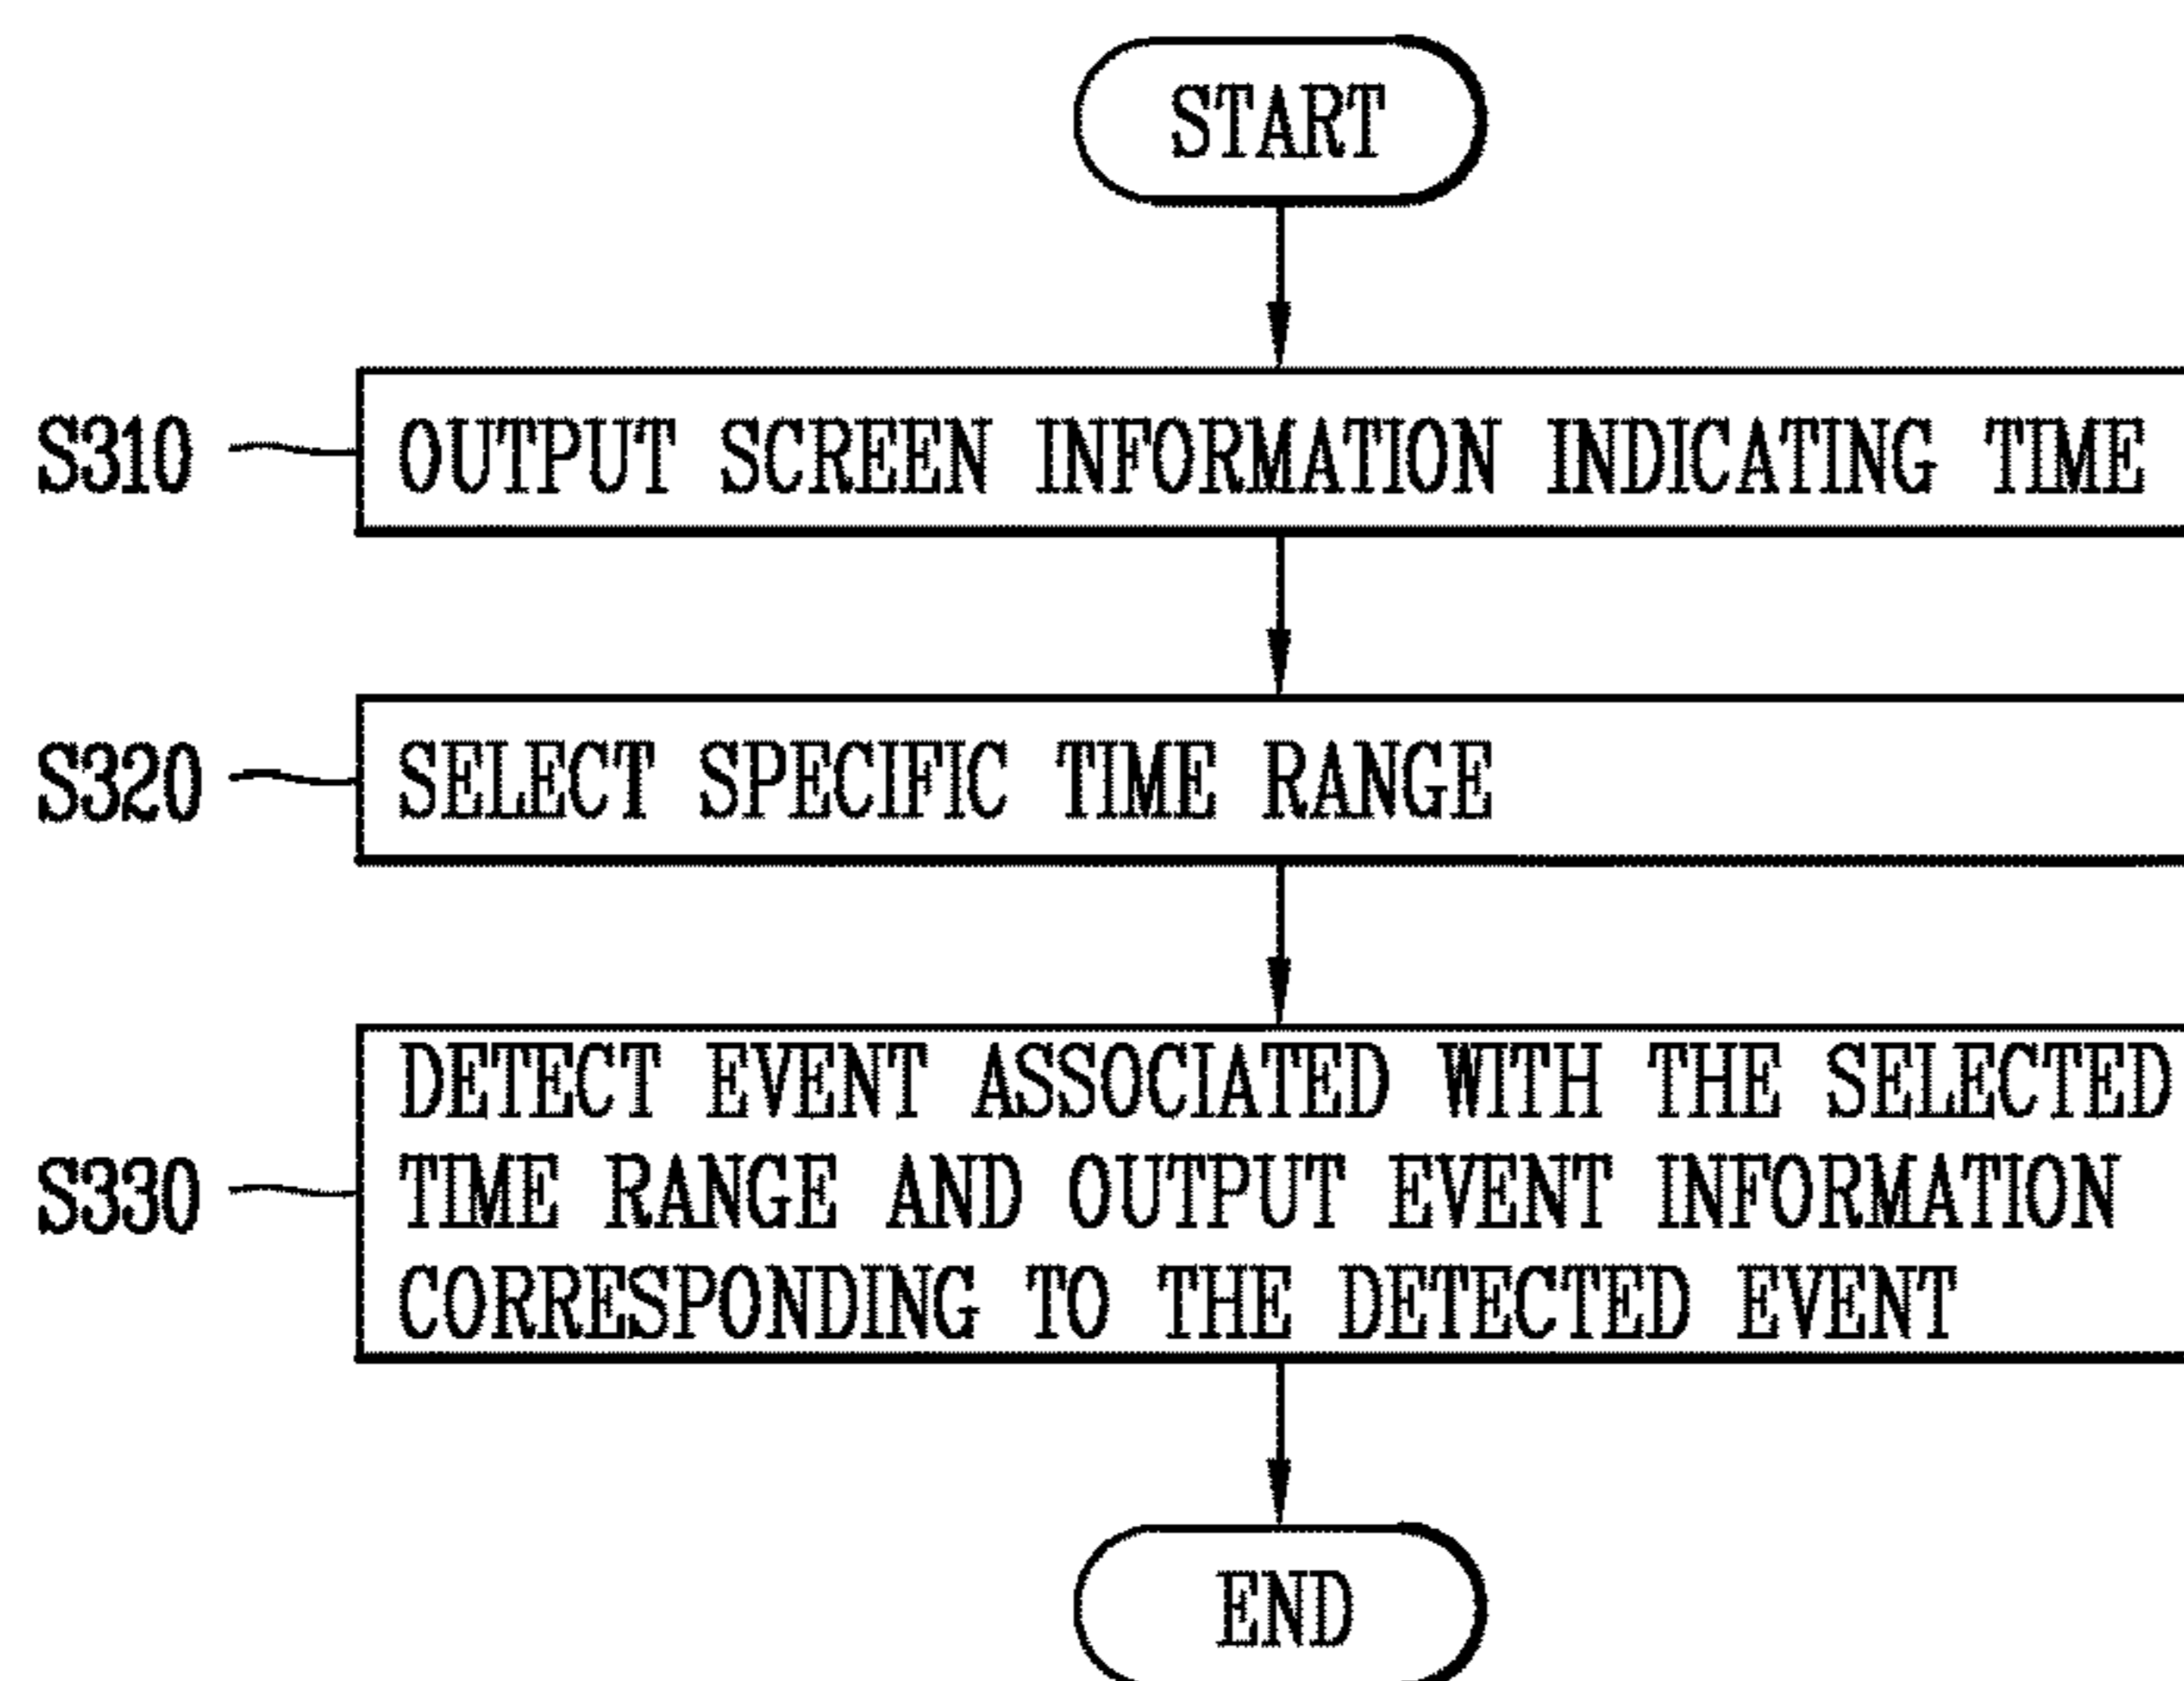 START
S310
OUTPUT SCREEN INFORMATION INDICATING TIME
S320
SELECT SPECIFIC TIME RANGE
S330
DETECT EVENT ASSOCIATED WITH THE SELECTED
TIME RANGE AND OUTPUT EVENT INFORMATION
CORRESPONDING TO THE DETECTED EVENT
END